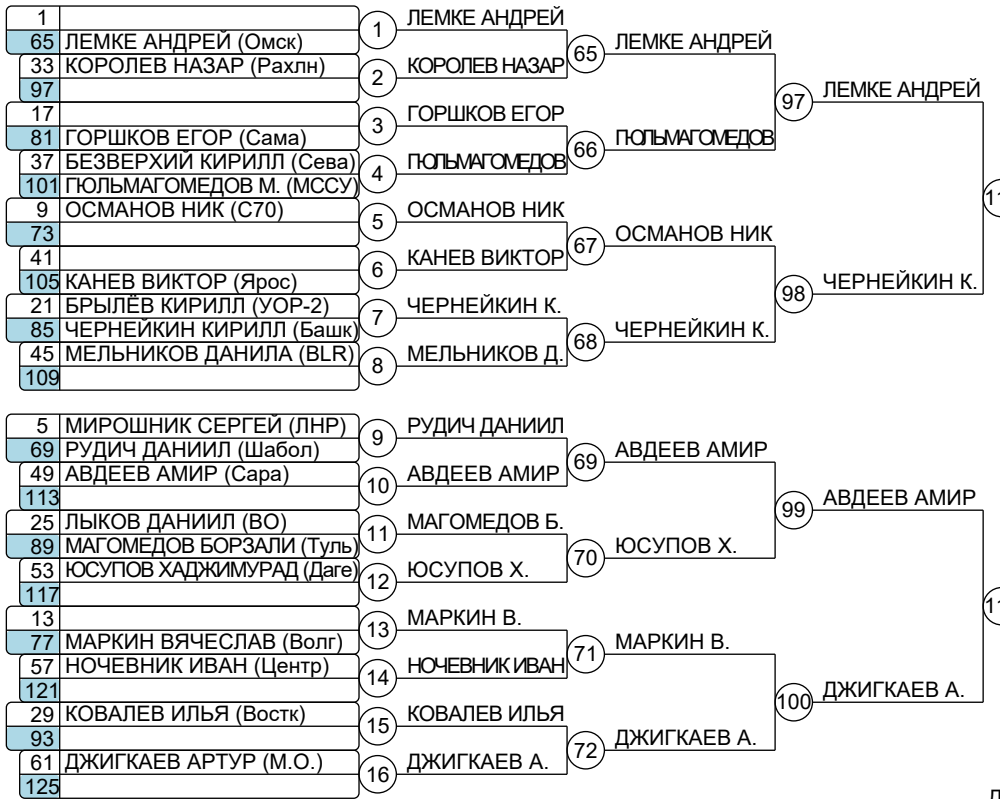 1
65 ЛЕМКЕ АНДРЕЙ (Омск)
33 КОРОЛЕВ НАЗАР (Рахлн)
97
17
81 ГОРШКОВ ЕГОР (Сама)
37 БЕЗВЕРХИЙ КИРИЛЛ (Сева)
101 ГЮЛЬМАГОМЕДОВ М. (МССУ)
9 ОСМАНОВ НИК (С70)
73
41
105 КАНЕВ ВИКТОР (Ярос)
21 БРЫЛЁВ КИРИЛЛ (УОР-2)
85 ЧЕРНЕЙКИН КИРИЛЛ (Башк)
45 МЕЛЬНИКОВ ДАНИЛА (BLR)
109
1 ЛЕМКЕ АНДРЕЙ
2 КОРОЛЕВ НАЗАР
3 ГОРШКОВ ЕГОР
4 ГЮЛЬМАГОМЕДОВ
5 ОСМАНОВ НИК
6 КАНЕВ ВИКТОР
7 ЧЕРНЕЙКИН К.
8 МЕЛЬНИКОВ Д.
65 ЛЕМКЕ АНДРЕЙ
66 ГЮЛЬМАГОМЕДОВ
67 ОСМАНОВ НИК
68 ЧЕРНЕЙКИН К.
97 ЛЕМКЕ АНДРЕЙ
98 ЧЕРНЕЙКИН К.
5 МИРОШНИК СЕРГЕЙ (ЛНР)
69 РУДИЧ ДАНИИЛ (Шабол)
49 АВДЕЕВ АМИР (Сара)
113
25 ЛЫКОВ ДАНИИЛ (ВО)
89 МАГОМЕДОВ БОРЗАЛИ (Туль)
53 ЮСУПОВ ХАДЖИМУРАД (Даге)
117
13
77 МАРКИН ВЯЧЕСЛАВ (Волг)
57 НОЧЕВНИК ИВАН (Центр)
121
29 КОВАЛЕВ ИЛЬЯ (Востк)
93
61 ДЖИГКАЕВ АРТУР (М.О.)
125
9 РУДИЧ ДАНИИЛ
10 АВДЕЕВ АМИР
11 МАГОМЕДОВ Б.
12 ЮСУПОВ Х.
13 МАРКИН В.
14 НОЧЕВНИК ИВАН
15 КОВАЛЕВ ИЛЬЯ
16 ДЖИГКАЕВ А.
69 АВДЕЕВ АМИР
70 ЮСУПОВ Х.
71 МАРКИН В.
72 ДЖИГКАЕВ А.
99 АВДЕЕВ АМИР
100 ДЖИГКАЕВ А.